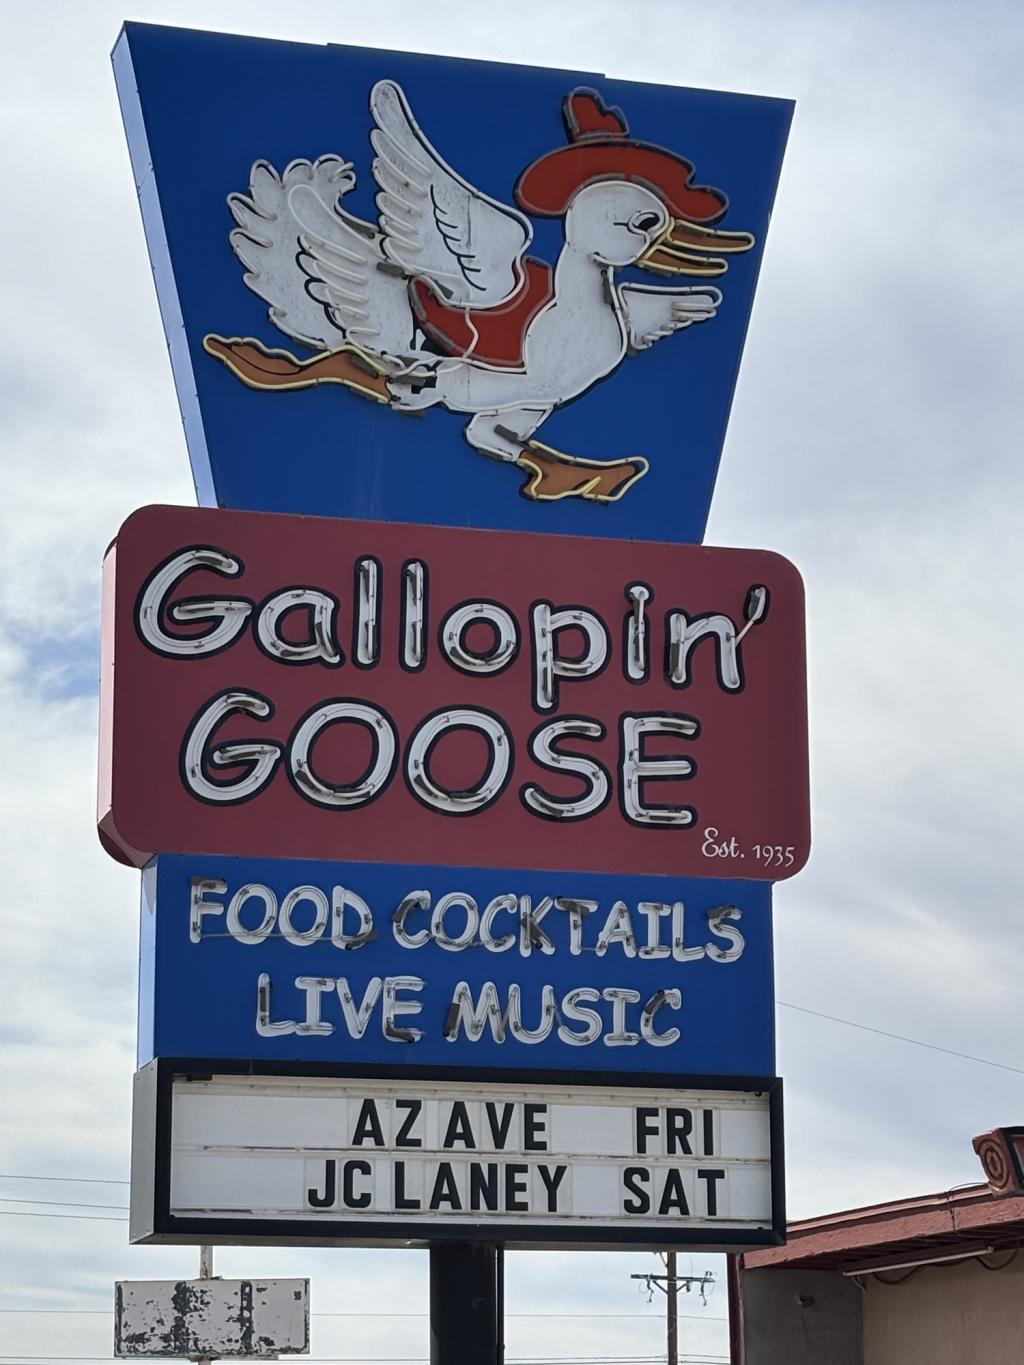 Gallopin'
GOOSE
Est. 1935
FOOD COCKTAILS
LIVE MUSIC
AZ AVE FRI
JC LANEY SAT